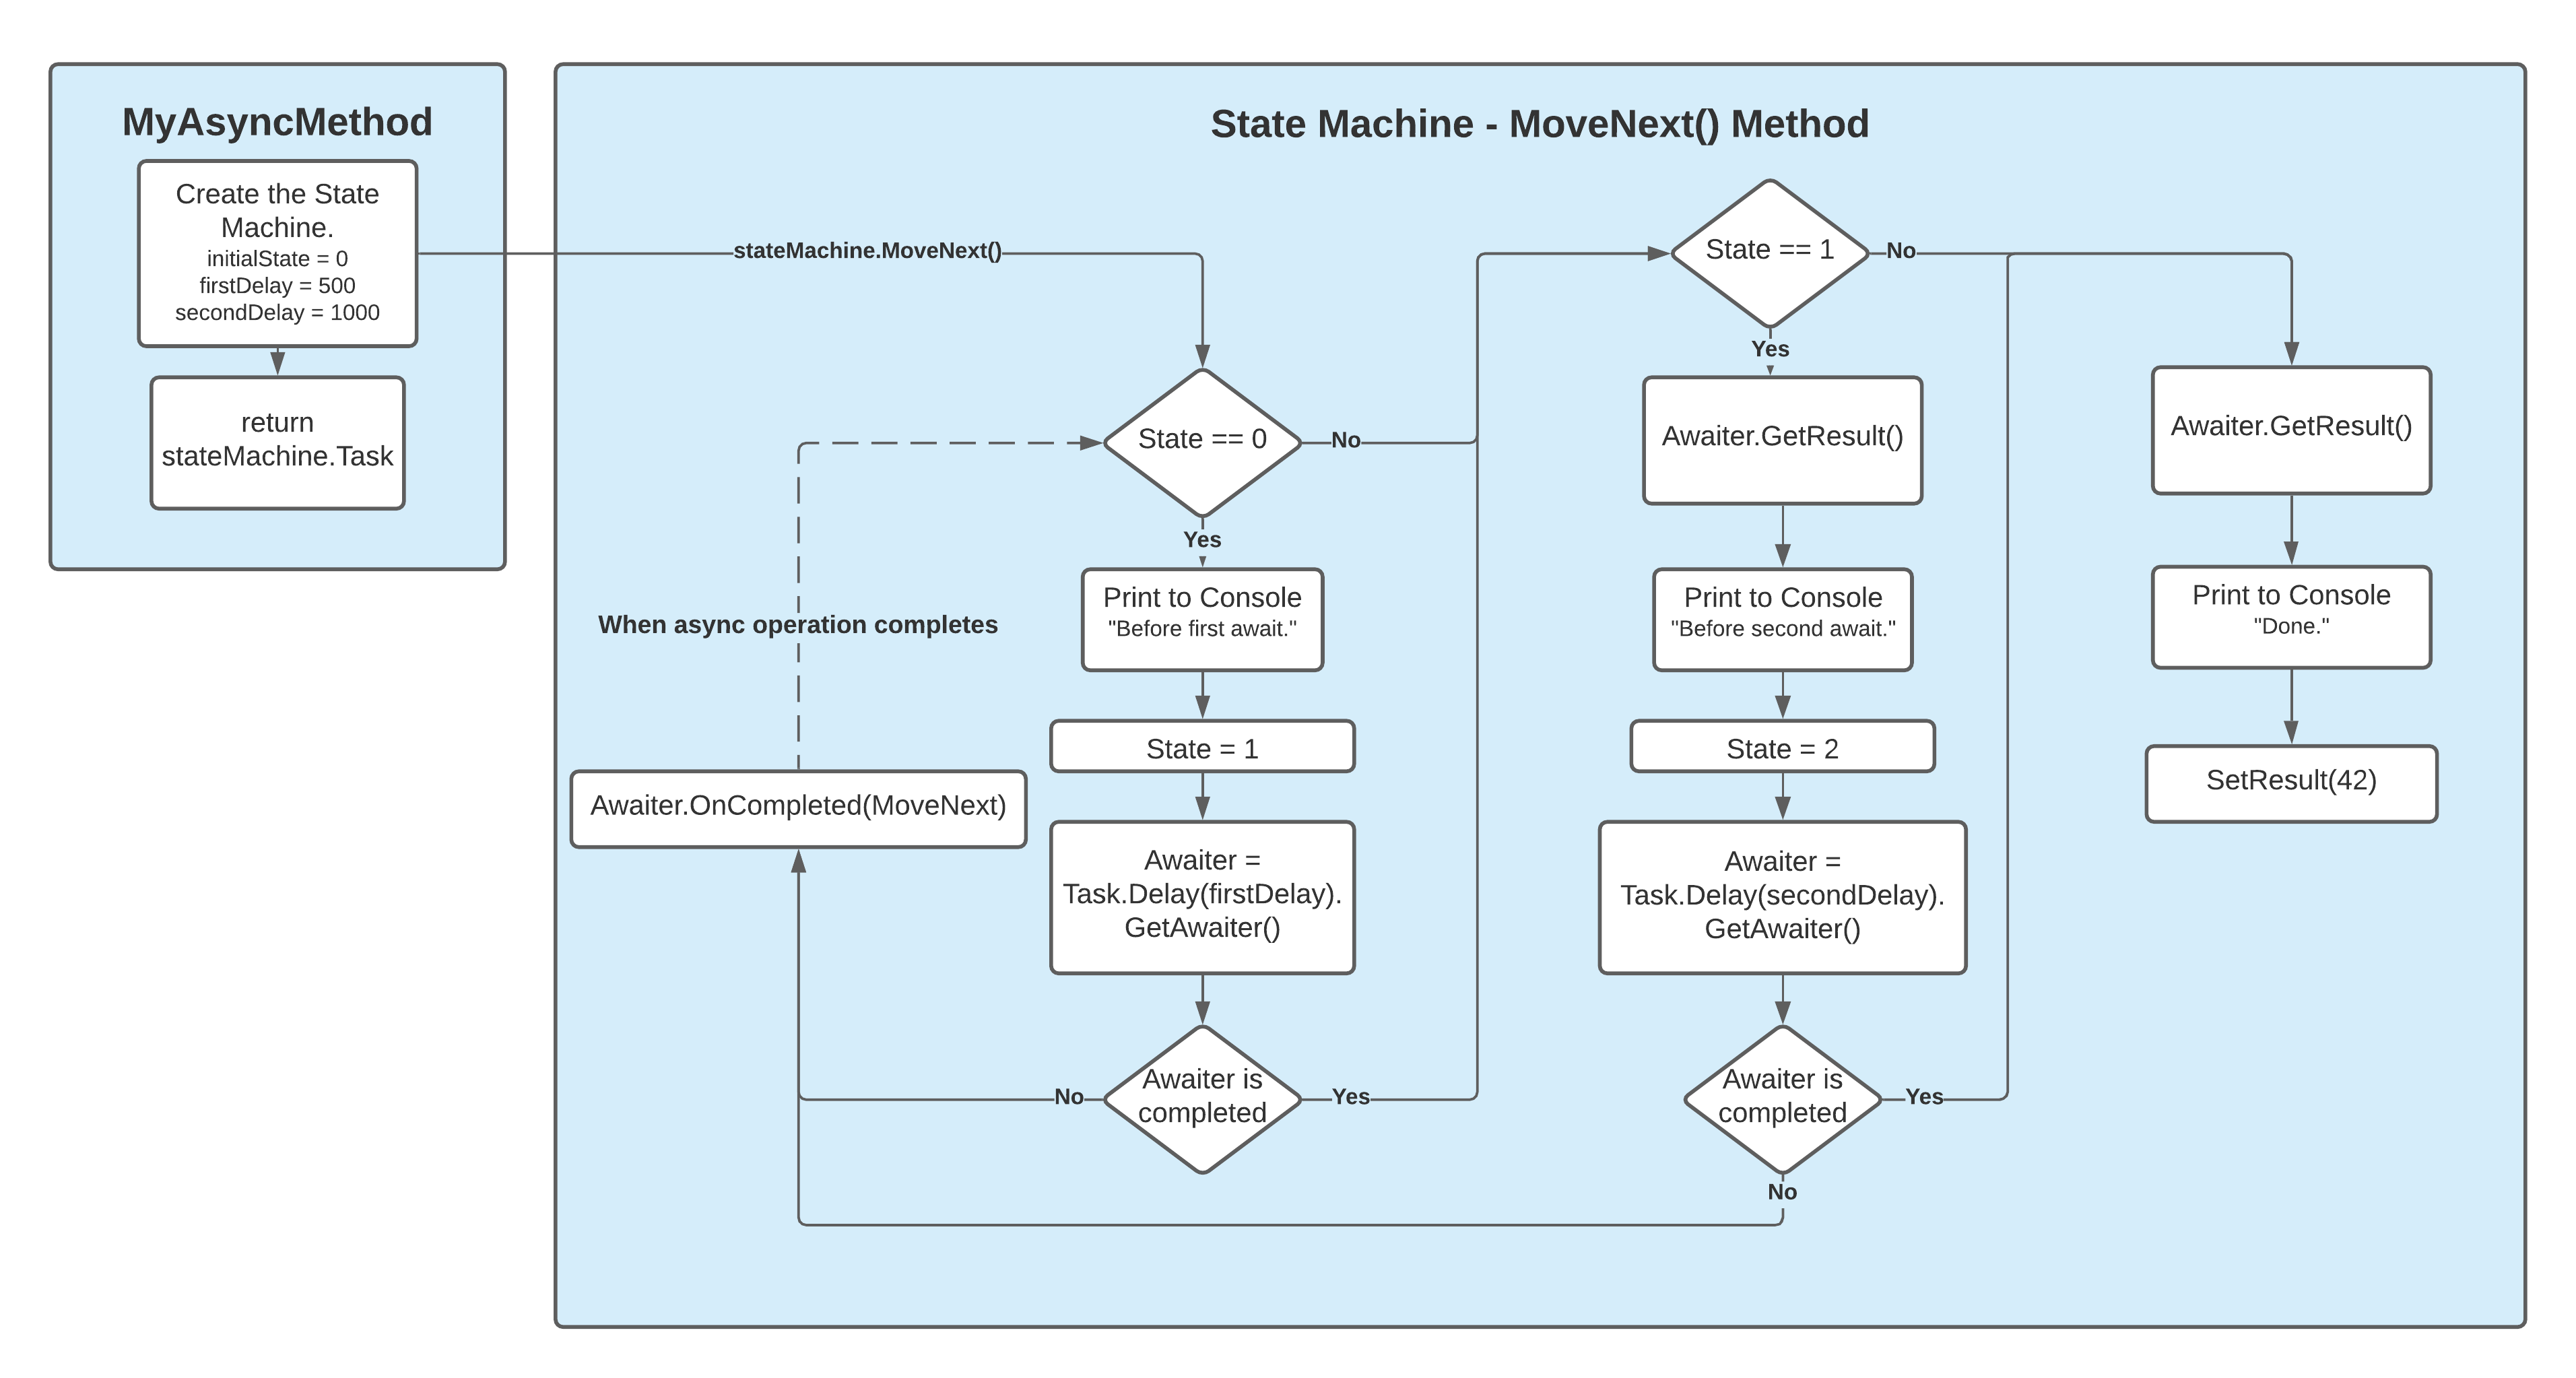 MyAsyncMethod
Create the State
Machine.
initialState = 0
firstDelay = 500
secondDelay = 1000
return
stateMachine.Task
State Machine - MoveNext() Method
stateMachine.MoveNext()
State == 0
No
Yes
Print to Console
"Before first await."
State = 1
Awaiter =
Task.Delay(firstDelay).
GetAwaiter()
Awaiter is
completed
No
Yes
When async operation completes
Awaiter.OnCompleted(MoveNext)
State == 1
No
Yes
Awaiter.GetResult()
Print to Console
"Before second await."
State = 2
Awaiter =
Task.Delay(secondDelay).
GetAwaiter()
Awaiter is
completed
Yes
No
Awaiter.GetResult()
Print to Console
"Done."
SetResult(42)